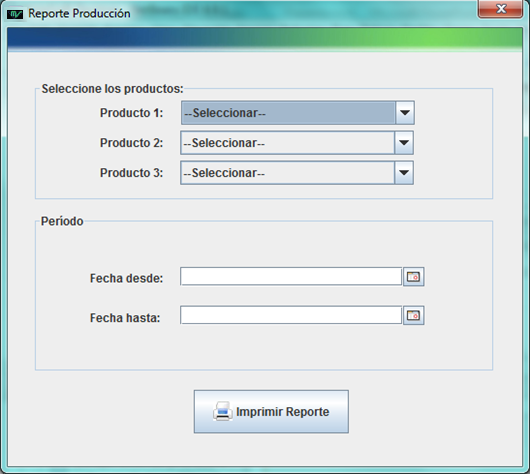 Reporte Producción
Seleccione los productos:
Producto 1: --Seleccionar--
Producto 2: --Seleccionar--
Producto 3: --Seleccionar--
Período
Fecha desde:
Fecha hasta:
Imprimir Reporte